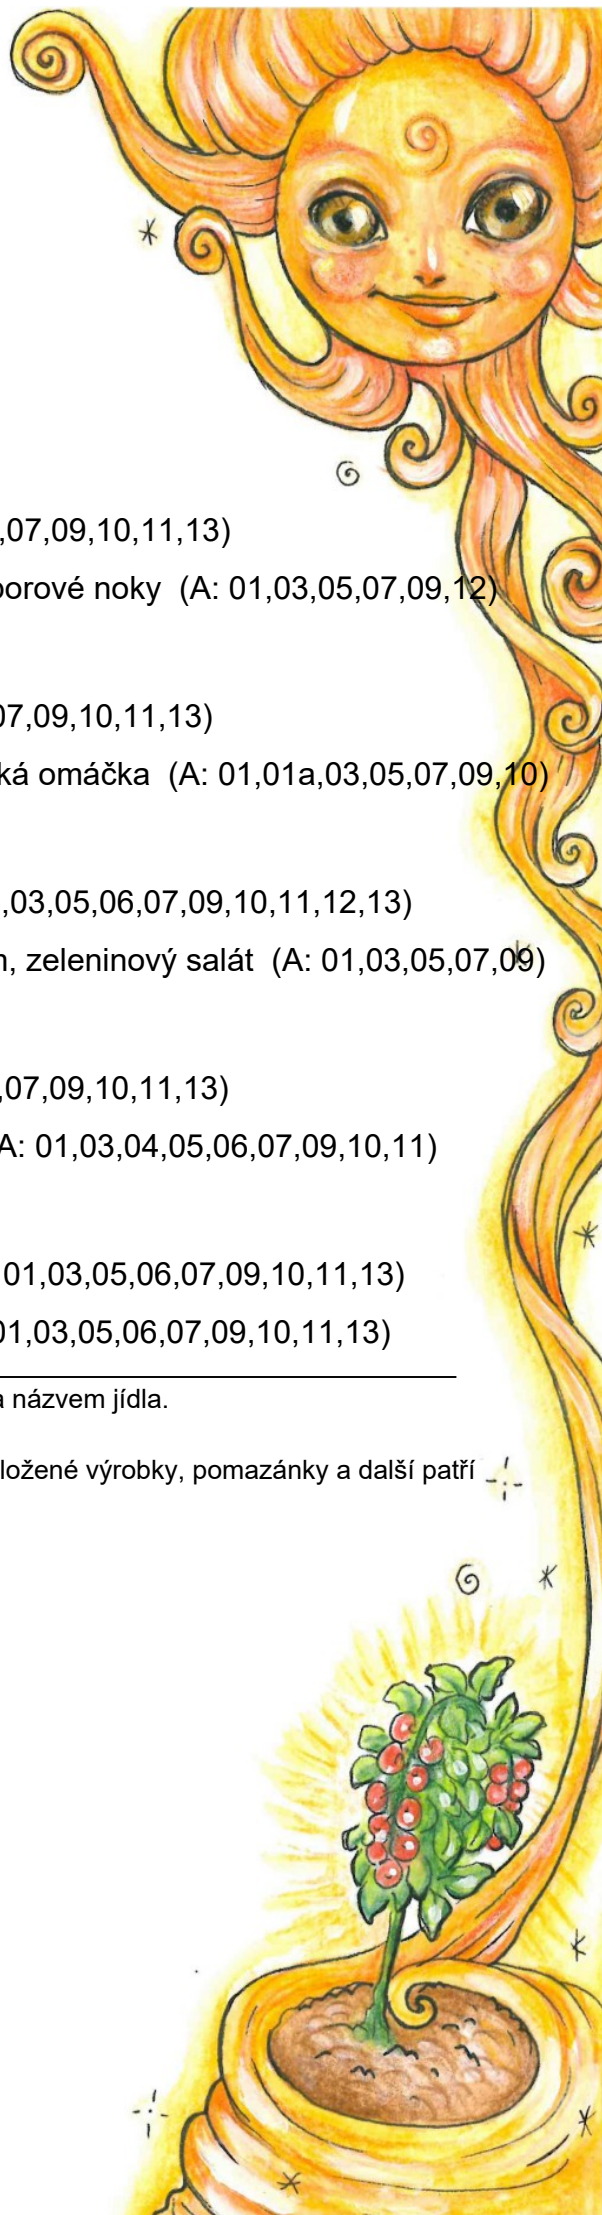 ,07,09,10,11,13)
orové noky (A: 01,03,05,07,09,12)
07,09,10,11,13)
ká omáčka (A: 01,01a,03,05,07,09,10)
,03,05,06,07,09,10,11,12,13)
, zeleninový salát (A: 01,03,05,07,09)
,07,09,10,11,13)
A: 01,03,04,05,06,07,09,10,11)
01,03,05,06,07,09,10,11,13)
01,03,05,06,07,09,10,11,13)
a názvem jídla.
ložené výrobky, pomazánky a další patří